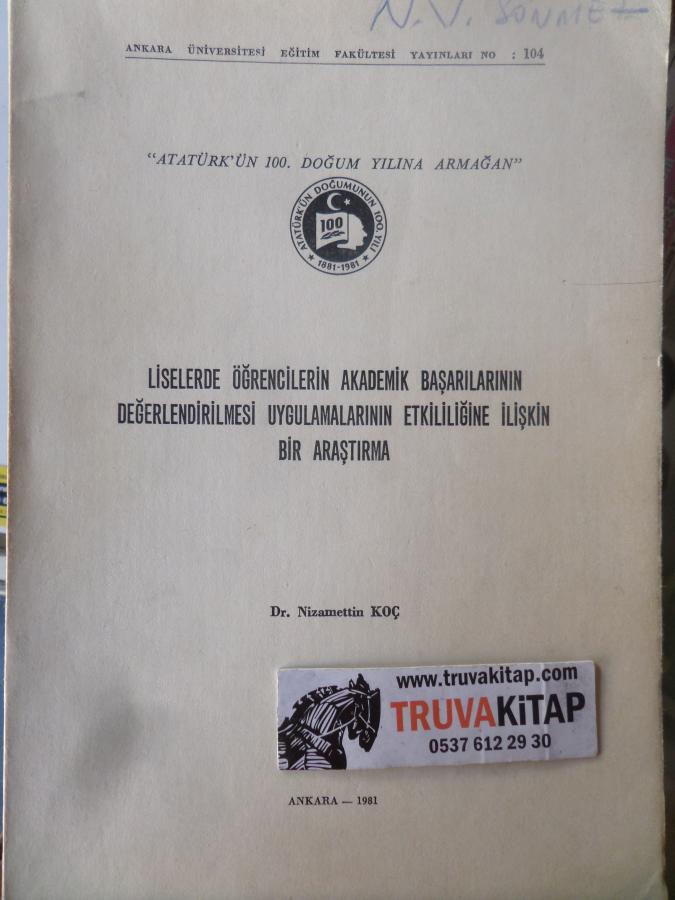 N.V. SÖNMEZ
ANKARA ÜNİVERSİTESİ EĞİTİM FAKÜLTESİ YAYINLARI NO : 104
"ATATÜRK'ÜN 100. DOĞUM YILINA ARMAĞAN"
ATATÜRK'ÜN DOĞUMUNUN 100. YILI
100
★ 1881-1981 ★
LİSELERDE ÖĞRENCİLERİN AKADEMİK BAŞARILARININ
DEĞERLENDİRİLMESİ UYGULAMALARININ ETKİLİLİĞİNE İLİŞKİN
BİR ARAŞTIRMA
Dr. Nizamettin KOÇ
www.truvakitap.com
TRUVAKİTAP
0537 612 29 30
ANKARA — 1981